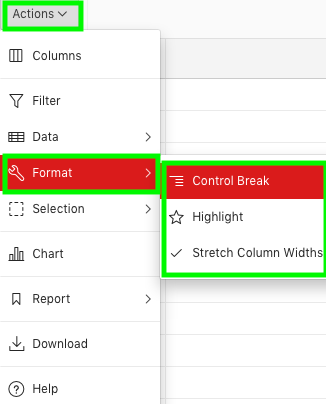 Actions
Columns
Filter
Data
Format
Control Break
Highlight
Selection
Stretch Column Widths
Chart
Report
Download
Help